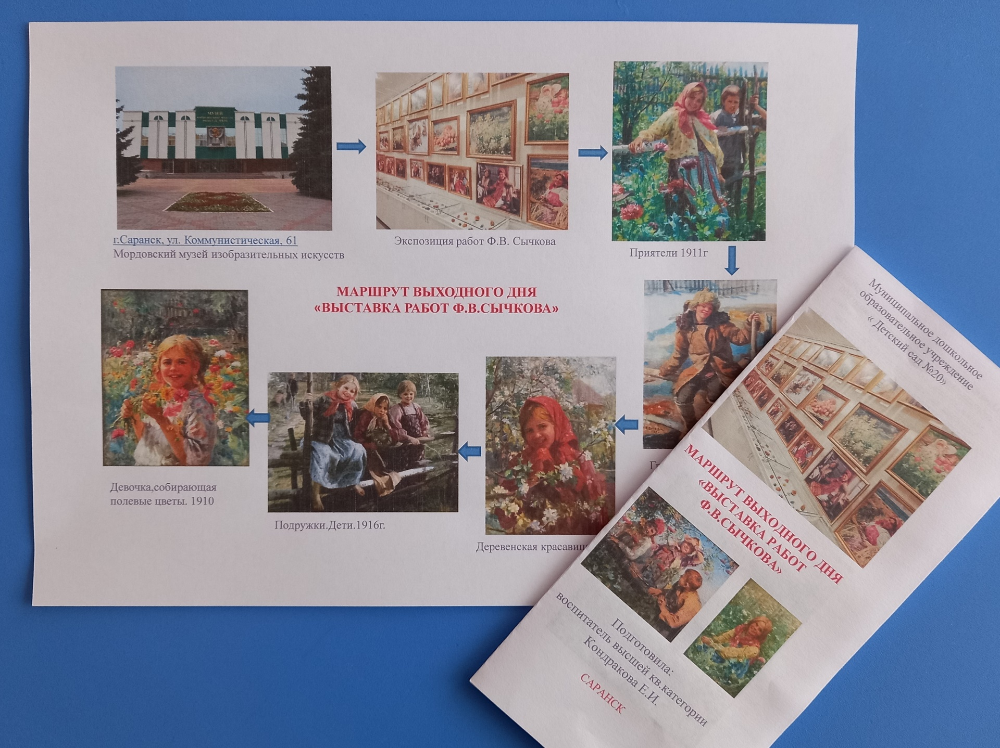 МУЗЕЙ
г.Саранск, ул. Коммунистическая, 61
Мордовский музей изобразительных искусств
Экспозиция работ Ф.В. Сычкова
Приятели 1911г
МАРШРУТ ВЫХОДНОГО ДНЯ
«ВЫСТАВКА РАБОТ Ф.В.СЫЧКОВА»
Девочка,собирающая
полевые цветы. 1910
Подружки.Дети.1916г.
Деревенская
Муниципальное дошкольное
образовательное учреждение
« Детский сад №20»
МАРШРУТ ВЫХОДНОГО ДНЯ
«ВЫСТАВКА РАБОТ
Ф.В.СЫЧКОВА»
Подготовила:
воспитатель высшей кв.категории
Кондракова Е.И.
САРАНСК